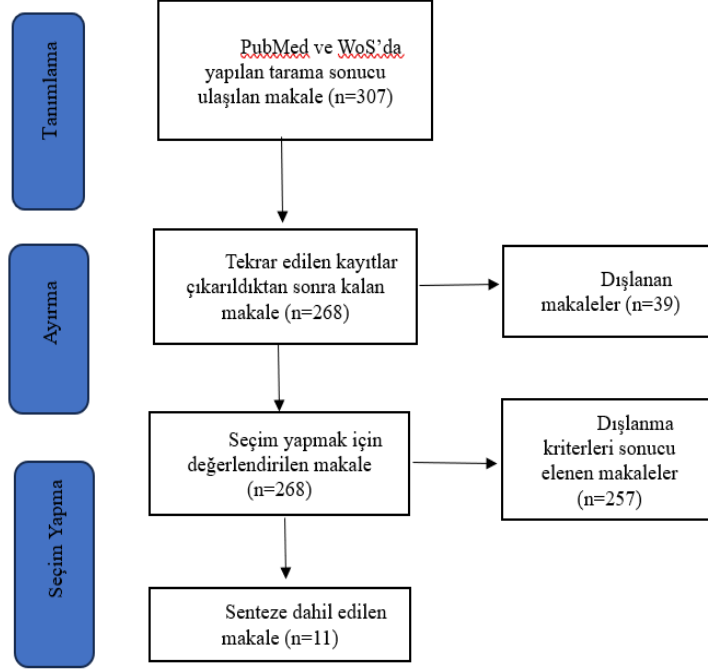 Tanımlama
PubMed ve WoS’da
yapılan tarama sonucu
ulaşılan makale (n=307)
Ayırma
Tekrar edilen kayıtlar
çıkarıldıktan sonra kalan
makale (n=268)
Dışlanan
makaleler (n=39)
Seçim Yapma
Seçim yapmak için
değerlendirilen makale
(n=268)
Dışlanma
kriterleri sonucu
elenen makaleler
(n=257)
Senteze dahil edilen
makale (n=11)